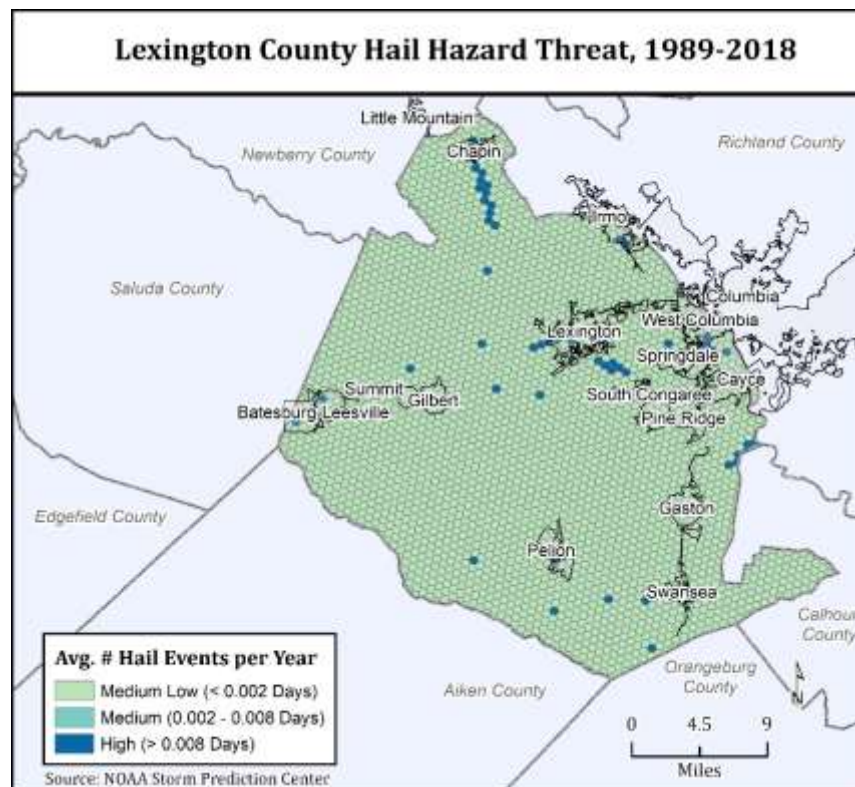 Lexington County Hail Hazard Threat, 1989-2018
Little Mountain
Newberry County
Chapin
Richland County
Irmo
Saluda County
Columbia
West Columbia
Lexington
Springdale
Summit
Gilbert
South Congaree
Cayce
Batesburg Leesville
Pine Ridge
Edgefield County
Gaston
Pelion
Swansea
Calhoun
County
Orangeburg
County
Aiken County
N
Avg. # Hail Events per Year
Medium Low (< 0.002 Days)
Medium (0.002 - 0.008 Days)
High (> 0.008 Days)
Source: NOAA Storm Prediction Center
0 4.5 9
Miles